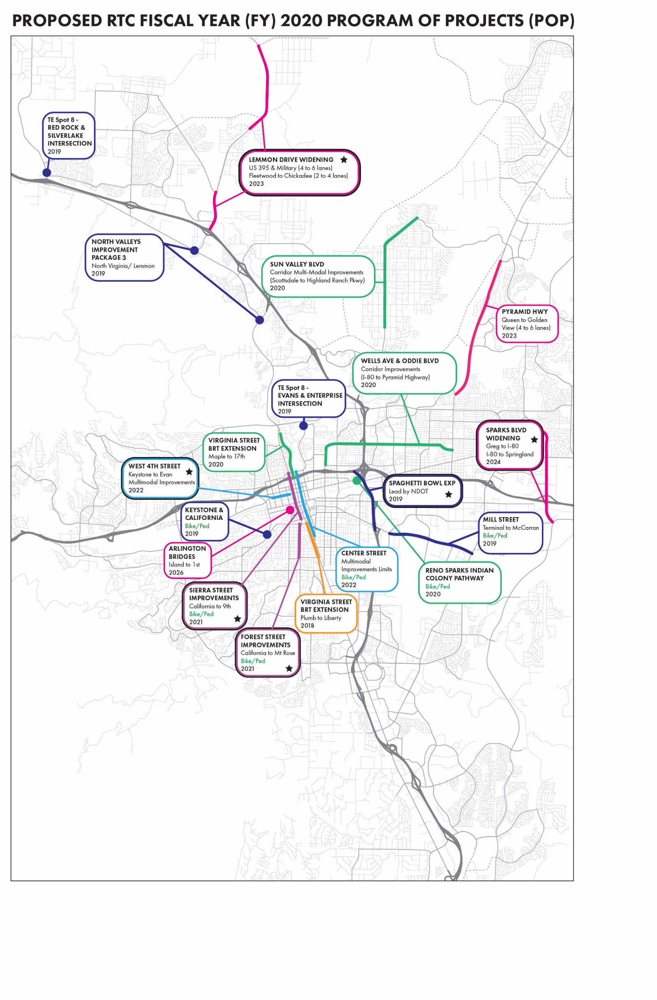 PROPOSED RTC FISCAL YEAR (FY) 2020 PROGRAM OF PROJECTS (POP)
TE Spot 8 -
RED ROCK &
SILVERLAKE
INTERSECTION
2019
LEMMON DRIVE WIDENING
US 395 & Military (4 to 6 lanes)
Fleetwood to Chickadee (2 to 4 lanes)
2023
NORTH VALLEYS
IMPROVEMENT
PACKAGE 3
North Virginia/ Lemmon
2019
SUN VALLEY BLVD
Corridor Multi-Modal Improvements
(Scottsdale to Highland Ranch Pkwy)
2020
PYRAMID HWY
Queen to Golden
View (4 to 6 lanes)
2023
WELLS AVE & ODDIE BLVD
Corridor Improvements
(I-80 to Pyramid Highway)
2020
TE Spot 8 -
EVANS & ENTERPRISE
INTERSECTION
2019
SPARKS BLVD
WIDENING
Greg to I-80
I-80 to Springland
2024
VIRGINIA STREET
BRT EXTENSION
Maple to 17th
2020
WEST 4TH STREET
Keystone to Evan
Multimodal Improvements
2022
SPAGHETTI BOWL EXP
Lead by NDOT
2019
KEYSTONE &
CALIFORNIA
Bike/Ped
2019
MILL STREET
Terminal to McCarran
Bike/Ped
2019
ARLINGTON
BRIDGES
Island to 1st
2026
CENTER STREET
Multimodal
Improvements Limits
Bike/Ped
2022
RENO SPARKS INDIAN
COLONY PATHWAY
Bike/Ped
2020
SIERRA STREET
IMPROVEMENTS
California to 9th
Bike/Ped
2021
VIRGINIA STREET
BRT EXTENSION
Plumb to Liberty
2018
FOREST STREET
IMPROVEMENTS
California to Mt Rose
Bike/Ped
2021